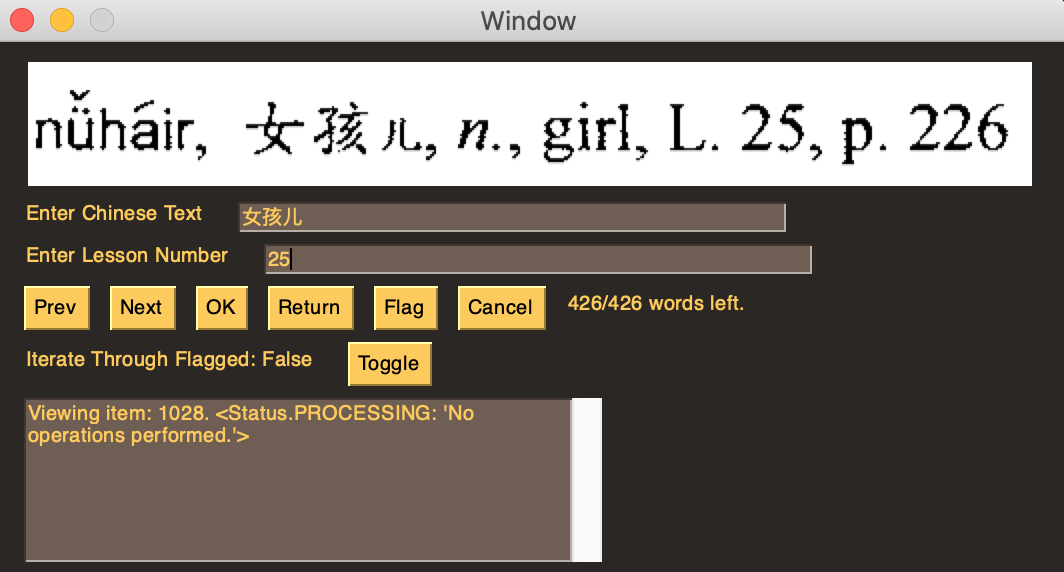 Window
nǚháir, 女孩儿, n., girl, L. 25, p. 226
Enter Chinese Text 女孩儿
Enter Lesson Number 25
Prev Next OK Return Flag Cancel 426/426 words left.
Iterate Through Flagged: False Toggle
Viewing item: 1028. <Status.PROCESSING: 'No
operations performed.'>